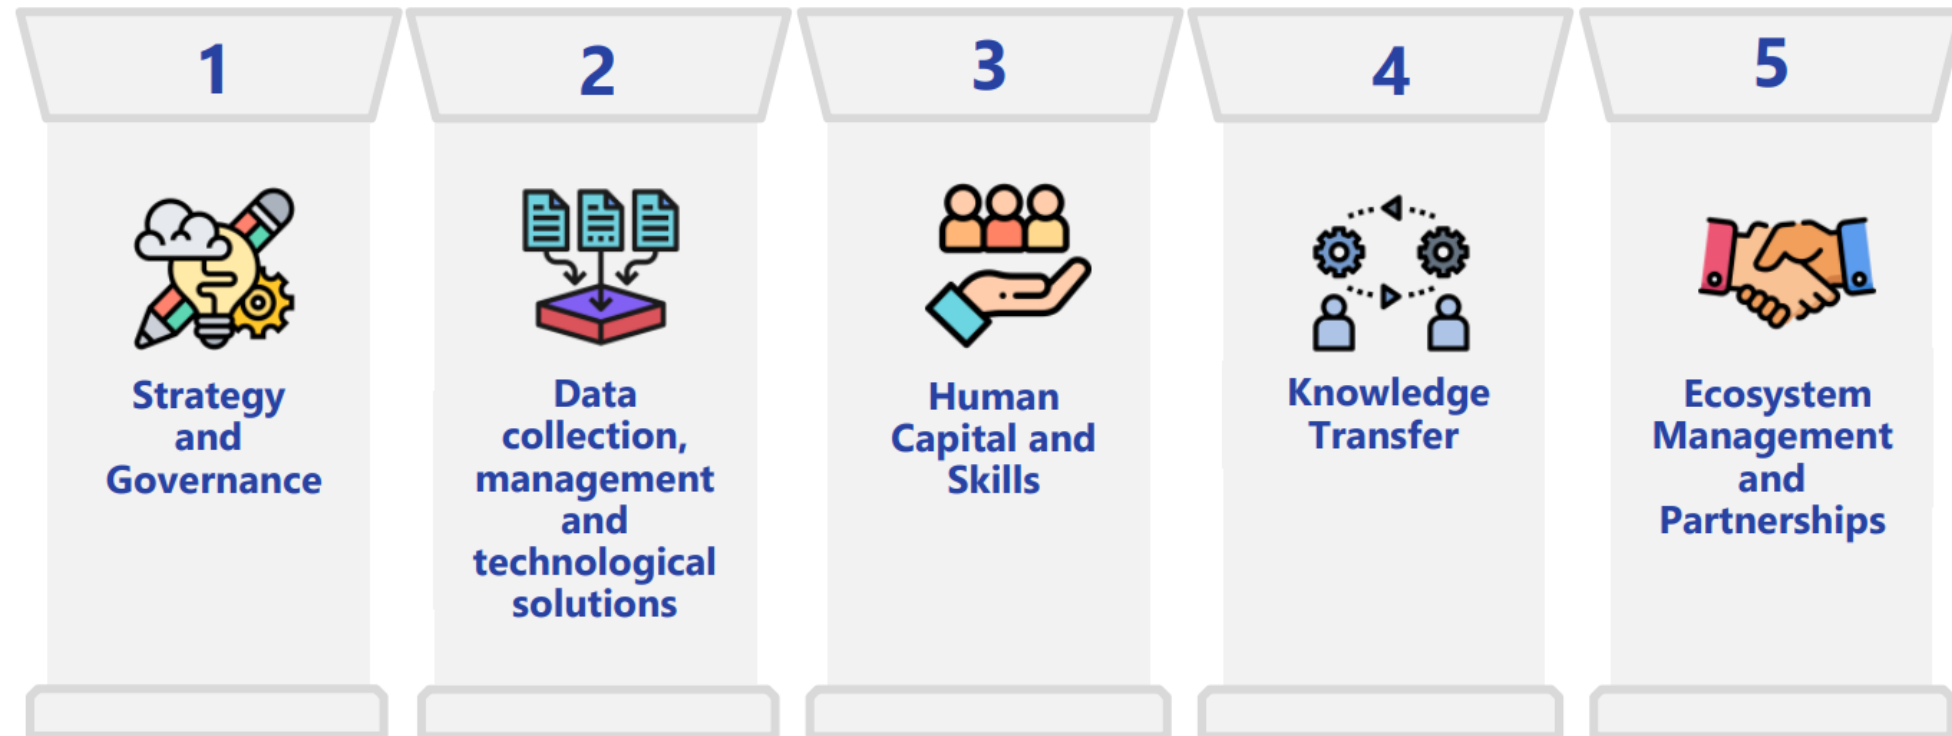 1
Strategy
and
Governance
2
Data
collection,
management
and
technological
solutions
3
Human
Capital and
Skills
4
Knowledge
Transfer
5
Ecosystem
Management
and
Partnerships